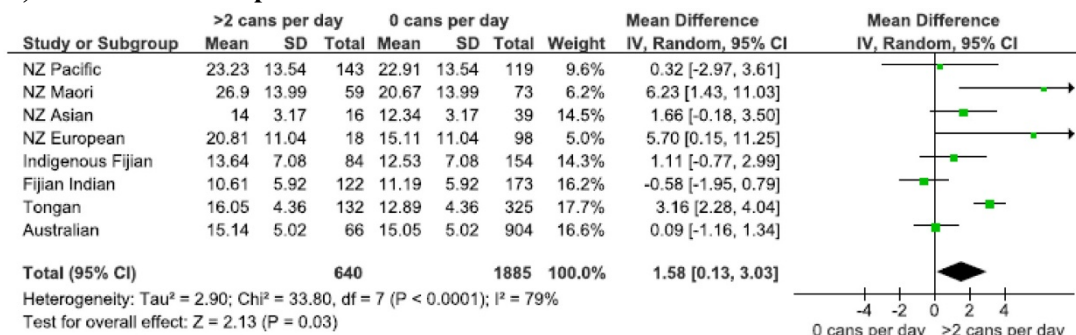 >2 cans per day 0 cans per day Mean Difference Mean Difference
Study or Subgroup Mean SD Total Mean SD Total Weight IV, Random, 95% CI IV, Random, 95% CI
NZ Pacific 23.23 13.54 143 22.91 13.54 119 9.6% 0.32 [-2.97, 3.61]
NZ Maori 26.9 13.99 59 20.67 13.99 73 6.2% 6.23 [1.43, 11.03]
NZ Asian 14 3.17 16 12.34 3.17 39 14.5% 1.66 [-0.18, 3.50]
NZ European 20.81 11.04 18 15.11 11.04 98 5.0% 5.70 [0.15, 11.25]
Indigenous Fijian 13.64 7.08 84 12.53 7.08 154 14.3% 1.11 [-0.77, 2.99]
Fijian Indian 10.61 5.92 122 11.19 5.92 173 16.2% -0.58 [-1.95, 0.79]
Tongan 16.05 4.36 132 12.89 4.36 325 17.7% 3.16 [2.28, 4.04]
Australian 15.14 5.02 66 15.05 5.02 904 16.6% 0.09 [-1.16, 1.34]
Total (95% CI) 640 1885 100.0% 1.58 [0.13, 3.03]
Heterogeneity: Tau² = 2.90; Chi² = 33.80, df = 7 (P < 0.0001); I² = 79%
Test for overall effect: Z = 2.13 (P = 0.03)
-4 -2 0 2 4
0 cans per day >2 cans per day